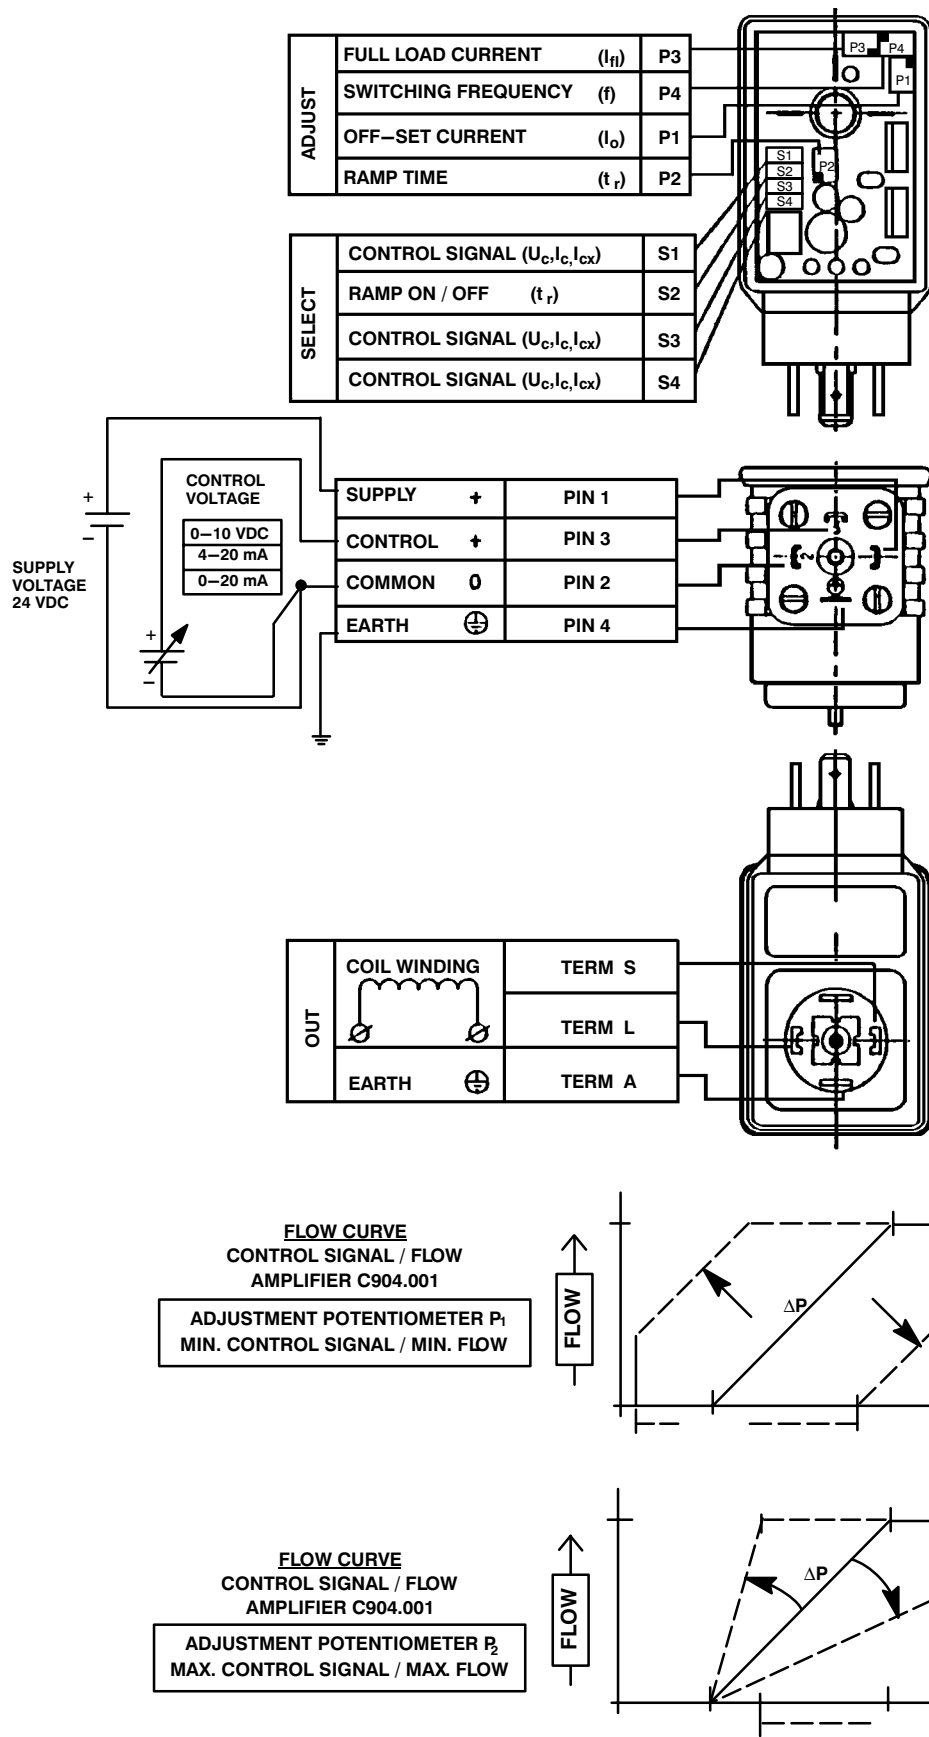 ADJUST
FULL LOAD CURRENT (Ifl) P3
SWITCHING FREQUENCY (f) P4
OFF–SET CURRENT (Io) P1
RAMP TIME (t r) P2
P3 P4
P1
P2
S1
S2
S3
S4
SELECT
CONTROL SIGNAL (Uc,Ic,Icx) S1
RAMP ON / OFF (t r) S2
CONTROL SIGNAL (Uc,Ic,Icx) S3
CONTROL SIGNAL (Uc,Ic,Icx) S4
SUPPLY
VOLTAGE
24 VDC
+
–
CONTROL
VOLTAGE
0–10 VDC
4–20 mA
0–20 mA
+
–
SUPPLY + PIN 1
CONTROL + PIN 3
COMMON 0 PIN 2
EARTH PIN 4
2
OUT
COIL WINDING TERM S
TERM L
EARTH TERM A
FLOW CURVE
CONTROL SIGNAL / FLOW
AMPLIFIER C904.001
ADJUSTMENT POTENTIOMETER P1
MIN. CONTROL SIGNAL / MIN. FLOW
FLOW
ΔP
FLOW CURVE
CONTROL SIGNAL / FLOW
AMPLIFIER C904.001
ADJUSTMENT POTENTIOMETER P2
MAX. CONTROL SIGNAL / MAX. FLOW
FLOW
ΔP